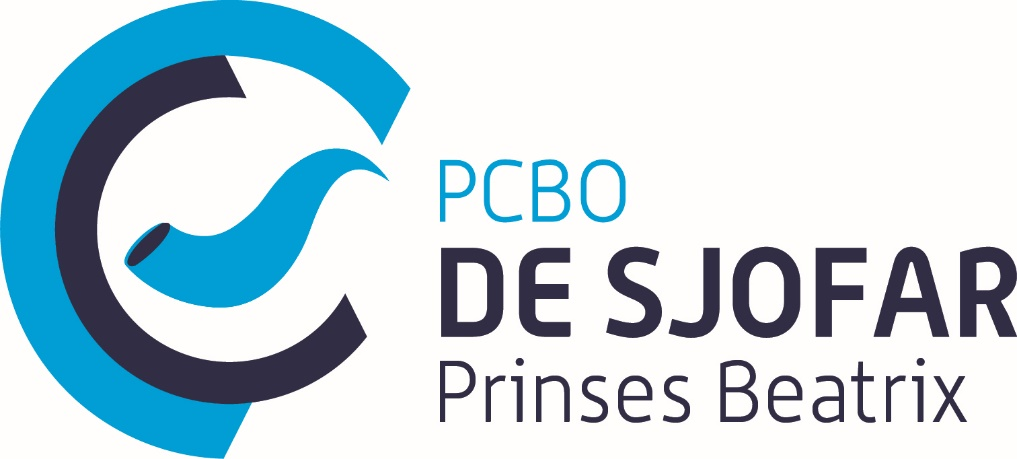 PCBO
DE SJOFAR
Prinses Beatrix